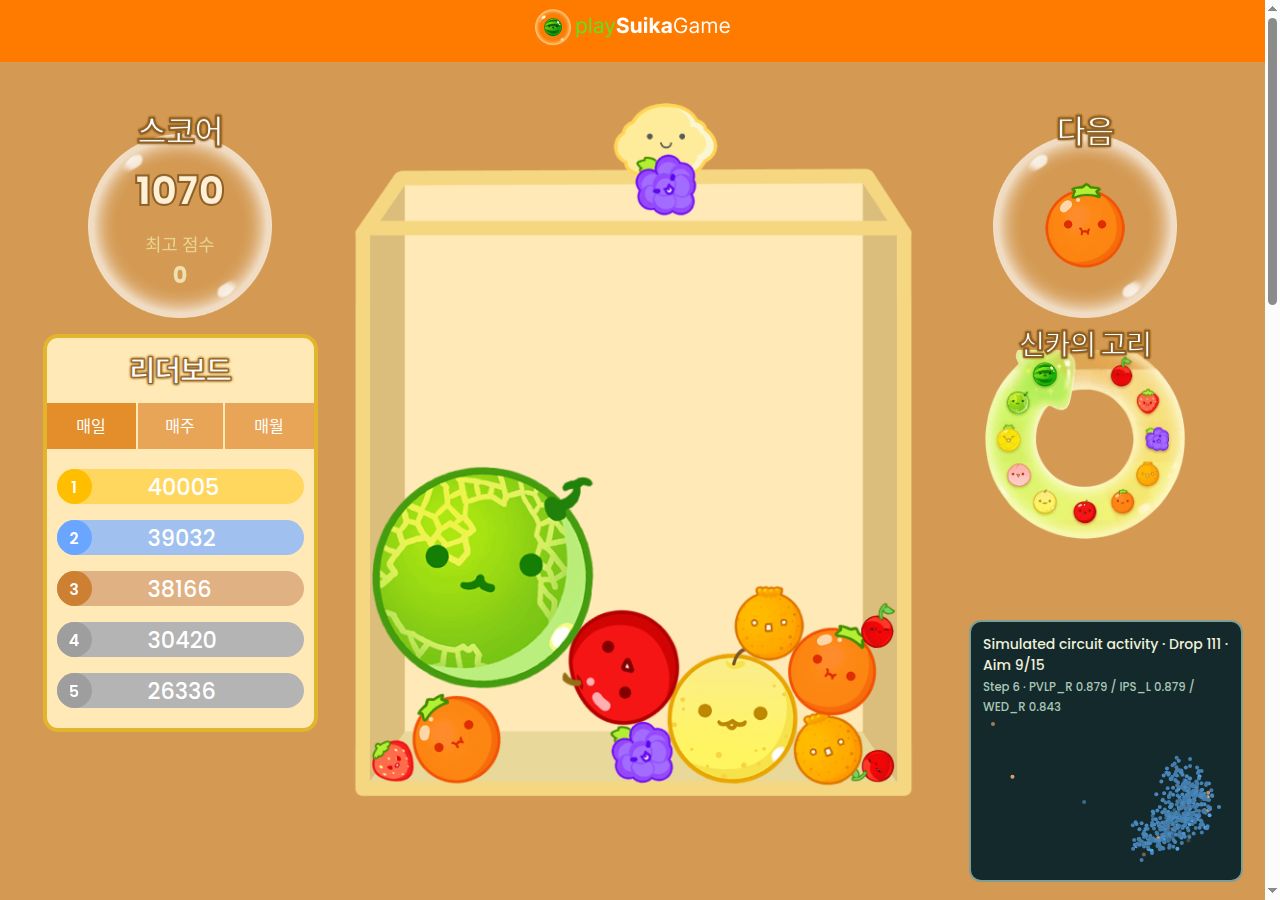 playSuikaGame
스코어
1070
최고 점수
0
다음
신카의 고리
리더보드
매일 매주 매월
1 40005
2 39032
3 38166
4 30420
5 26336
Simulated circuit activity · Drop 111 ·
Aim 9/15
Step 6 · PVLP_R 0.879 / IPS_L 0.879 /
WED_R 0.843